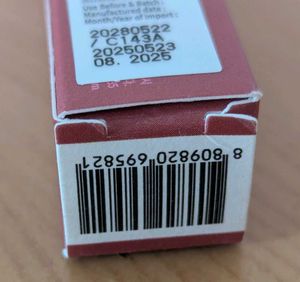 Use Before & Batch :
Manufactured date :
Month/Year of import :
20280522
/ C143A
20250523
08. 2025
8 809820 695821